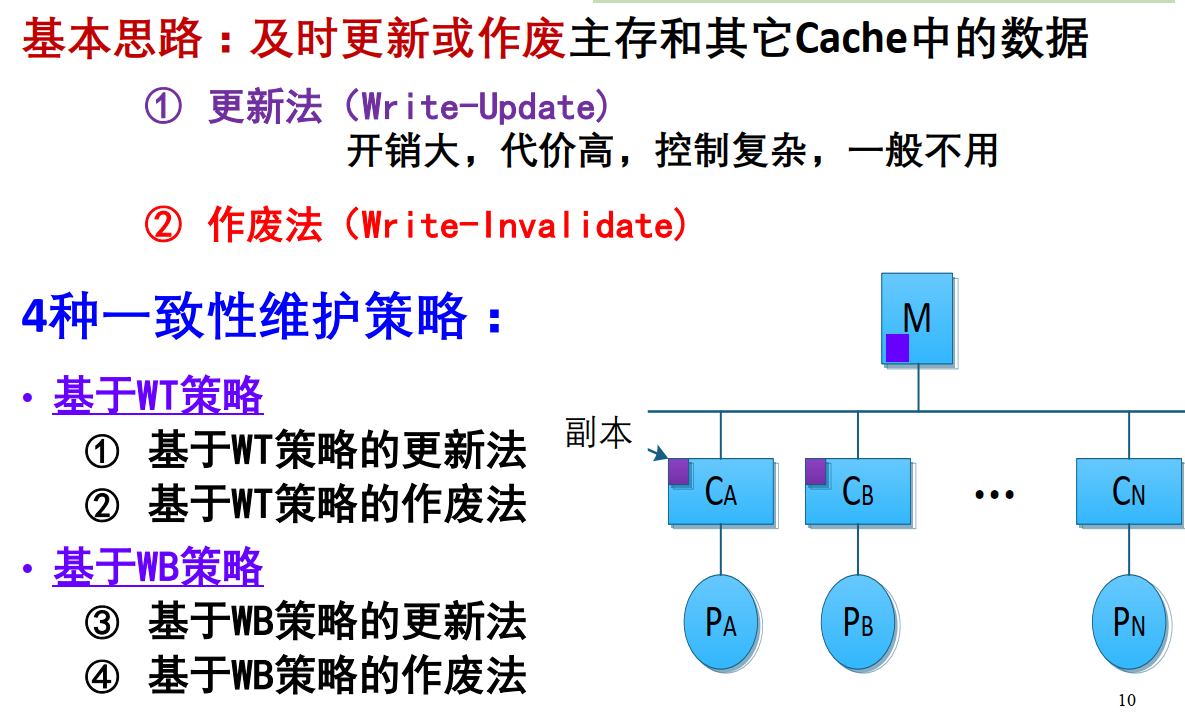 基本思路：及时更新或作废主存和其它Cache中的数据
① 更新法（Write-Update）
开销大，代价高，控制复杂，一般不用
② 作废法（Write-Invalidate）
4种一致性维护策略：
• 基于WT策略
① 基于WT策略的更新法
② 基于WT策略的作废法
• 基于WB策略
③ 基于WB策略的更新法
④ 基于WB策略的作废法
M
副本
CA CB ••• CN
PA PB PN
10